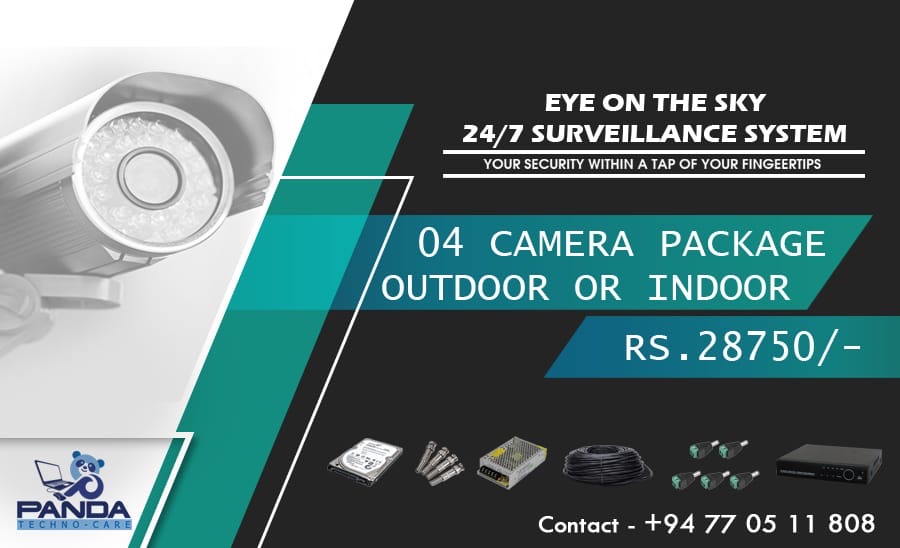 EYE ON THE SKY
24/7 SURVEILLANCE SYSTEM
YOUR SECURITY WITHIN A TAP OF YOUR FINGEERTIPS
04 CAMERA PACKAGE
OUTDOOR OR INDOOR
RS.28750/-
PANDA
TECHNO-CARE
Contact - +94 77 05 11 808